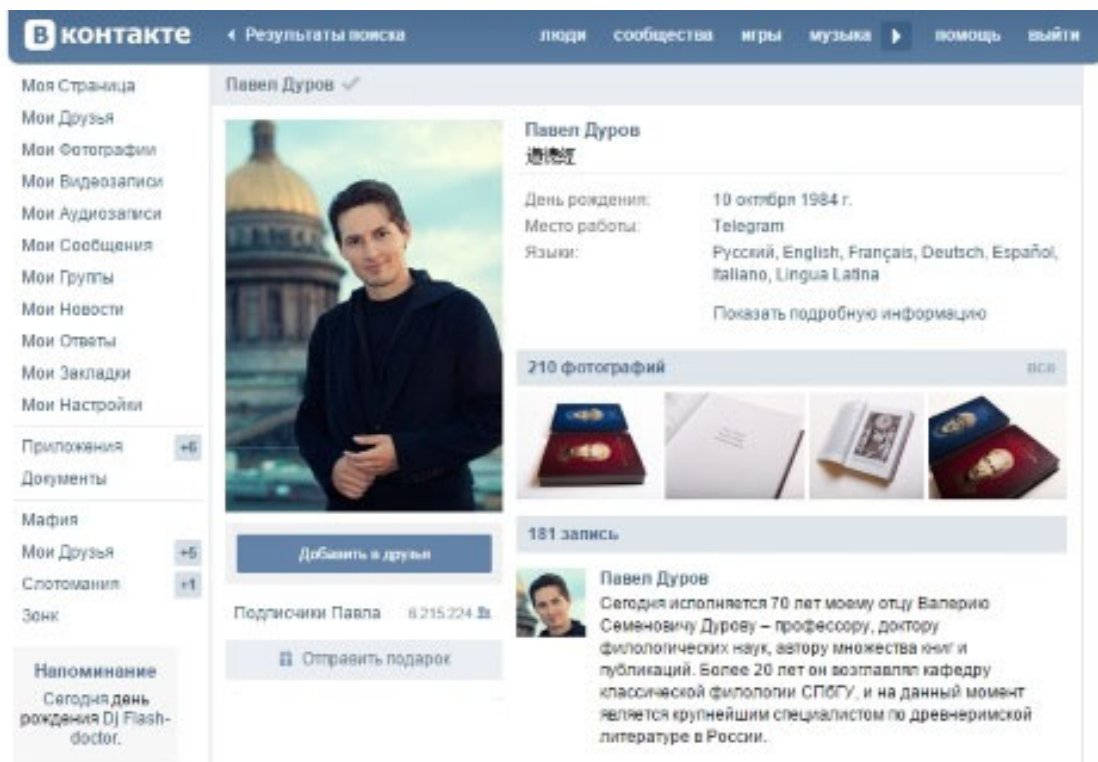 В контакте
Результаты поиска
люди сообщества игры музыка помощь выйти
Моя Страница
Мои Друзья
Мои Фотографии
Мои Видеозаписи
Мои Аудиозаписи
Мои Сообщения
Мои Группы
Мои Новости
Мои Ответы
Мои Закладки
Мои Настройки
Приложения +6
Документы
Мафия
Мои Друзья +5
Слотомания +1
Зонк
Напоминание
Сегодня день
рождения Dj Flash-
doctor.
Павел Дуров
Добавить в друзья
Подписчики Павла 6 215 224
Отправить подарок
Павел Дуров
道德經
День рождения: 10 октября 1984 г.
Место работы: Telegram
Языки: Русский, English, Français, Deutsch, Español,
Italiano, Lingua Latina
Показать подробную информацию
210 фотографий все
181 запись
Павел Дуров
Сегодня исполняется 70 лет моему отцу Валерию
Семеновичу Дурову – профессору, доктору
филологических наук, автору множества книг и
публикаций. Более 20 лет он возглавлял кафедру
классической филологии СПбГУ, и на данный момент
является крупнейшим специалистом по древнеримской
литературе в России.